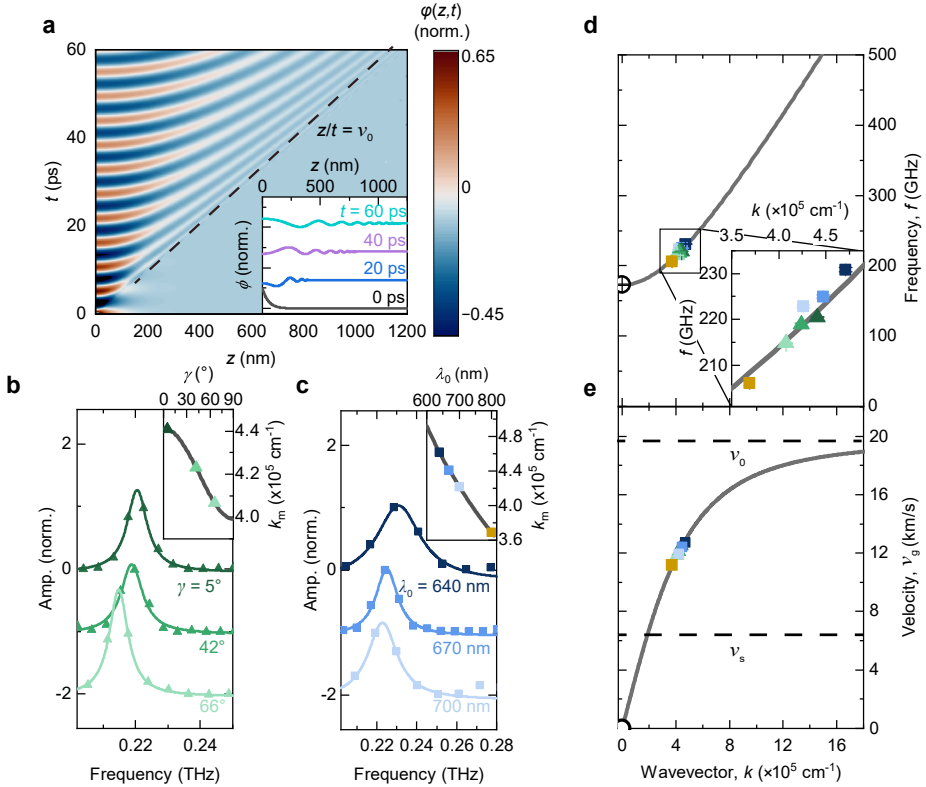 a
φ(z,t)
(norm.)
0.65
0
−0.45
60
40
20
0
t (ps)
z/t = v₀
z (nm)
0 500 1000
ϕ (norm.)
t = 60 ps
40 ps
20 ps
0 ps
0 200 400 600 800 1000 1200
z (nm)
b
γ (°)
0 30 60 90
4.4
4.2
4.0
kₘ (x10⁵ cm⁻¹)
2
0
-2
Amp. (norm.)
γ = 5°
42°
66°
0.22 0.24
Frequency (THz)
c
λ₀ (nm)
600 700 800
4.8
4.4
4.0
3.6
kₘ (×10⁵ cm⁻¹)
2
0
-2
Amp. (norm.)
λ₀ = 640 nm
670 nm
700 nm
0.22 0.24 0.26 0.28
Frequency (THz)
d
500
400
300
200
100
0
Frequency, f (GHz)
k (×10⁵ cm⁻¹)
3.5 4.0 4.5
230
220
210
f (GHz)
e
20
16
12
8
4
0
Velocity, v_g (km/s)
v₀
vₛ
0 4 8 12 16
Wavevector, k (×10⁵ cm⁻¹)